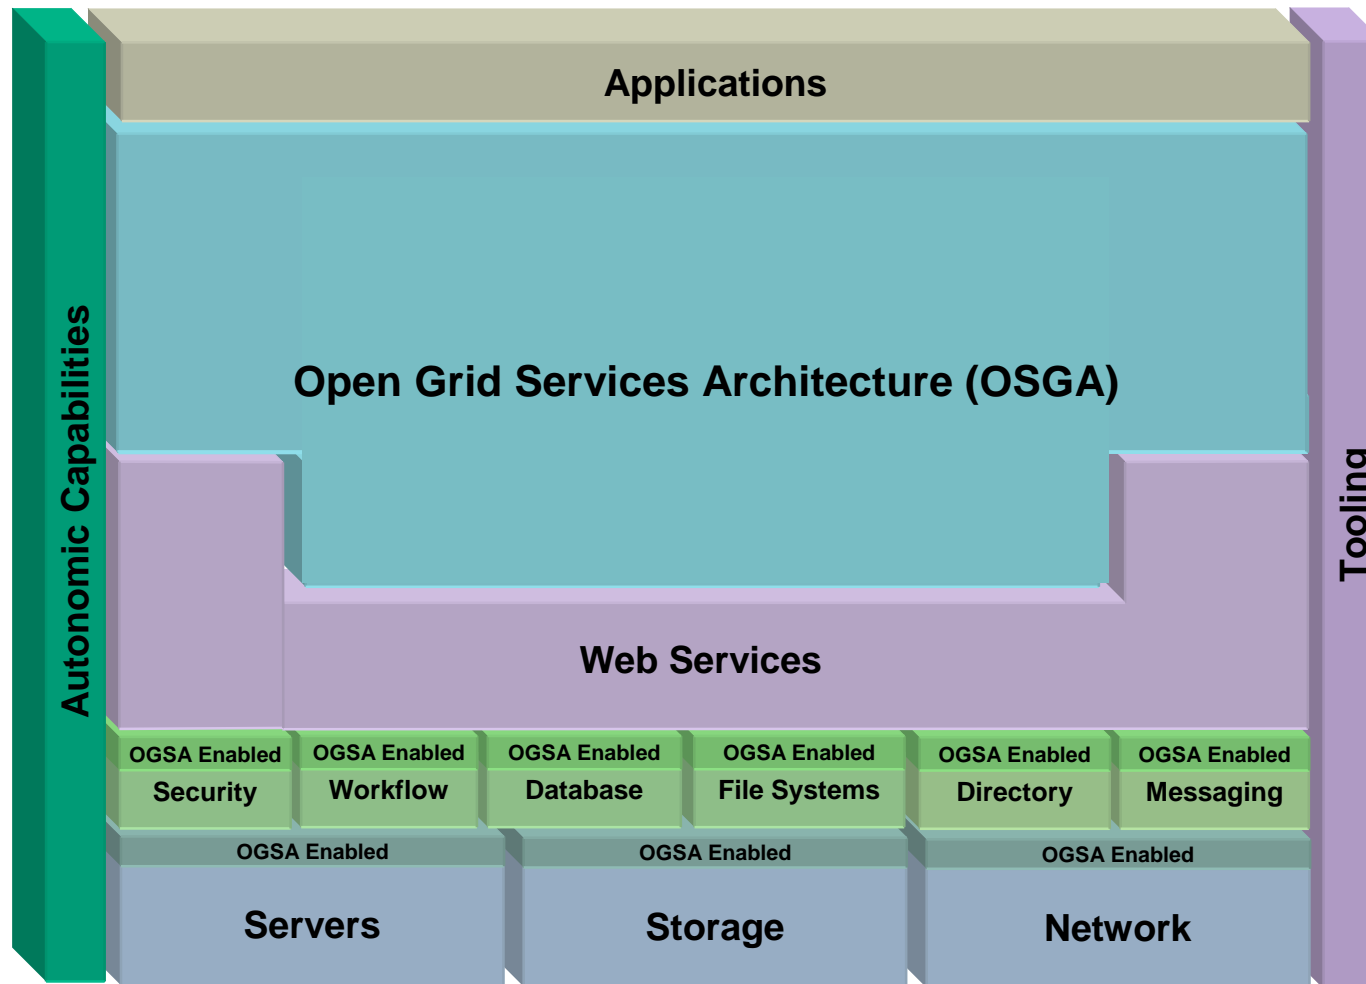 Applications
Autonomic Capabilities
Open Grid Services Architecture (OSGA)
Tooling
Web Services
OGSA Enabled
OGSA Enabled
OGSA Enabled
OGSA Enabled
OGSA Enabled
OGSA Enabled
Security
Workflow
Database
File Systems
Directory
Messaging
OGSA Enabled
OGSA Enabled
OGSA Enabled
Servers
Storage
Network